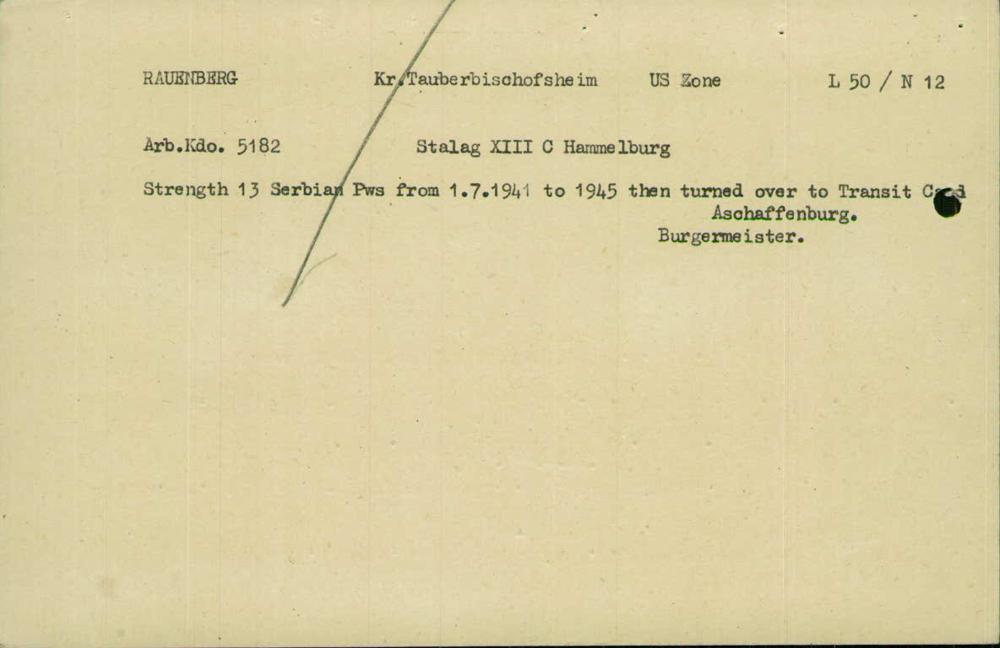 RAUENBERG Kr.Tauberbischofsheim US Zone L 50 / N 12
Arb.Kdo. 5182 Stalag XIII C Hammelburg
Strength 13 Serbian Pws from 1.7.1941 to 1945 then turned over to Transit
Aschaffenburg.
Burgermeister.